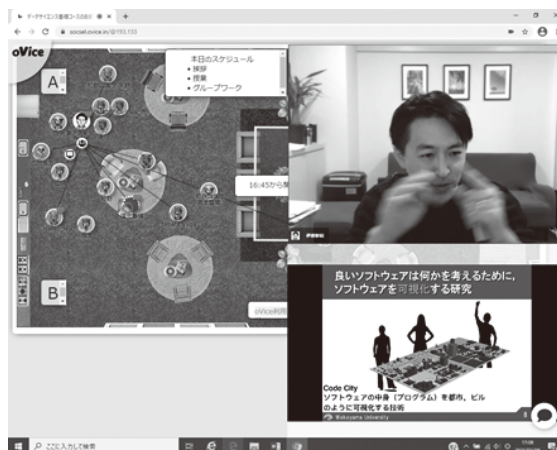 データサイエンス基礎コースの
socsel.ovice.in/@193,133
oVice
A
本日のスケジュール
• 挨拶
• 授業
• グループワーク
16:45から
B
oVice利用
良いソフトウェアは何かを考えるために，
ソフトウェアを可視化する研究
Code City
ソフトウェアの中身（プログラム）を都市，ビル
のように可視化する技術
Wakayama University
ここに入力して検索